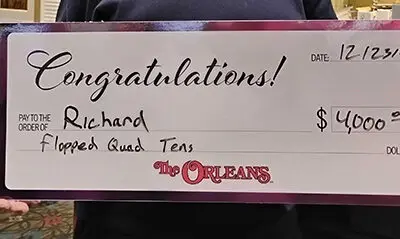 Congratulations!
DATE: 12/23/
PAY TO THE ORDER OF Richard $ 4,000
Flopped Quad Tens
The ORLEANS